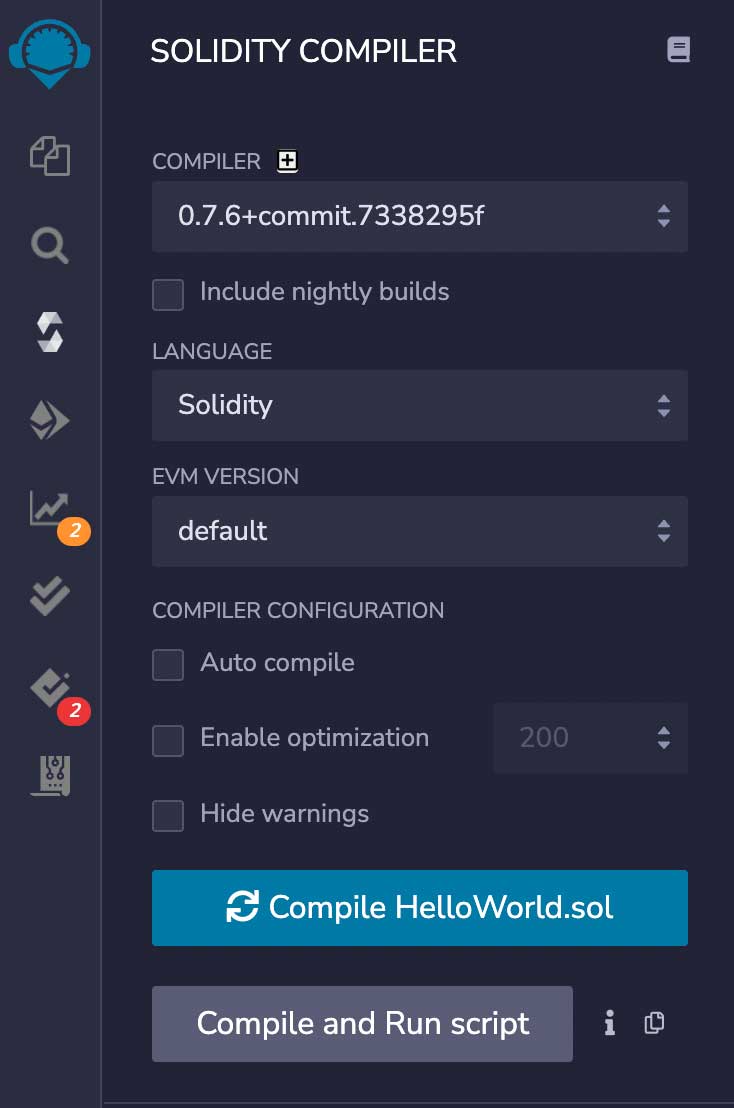 SOLIDITY COMPILER
COMPILER
0.7.6+commit.7338295f
Include nightly builds
LANGUAGE
Solidity
EVM VERSION
default
2
COMPILER CONFIGURATION
Auto compile
2
Enable optimization 200
Hide warnings
Compile HelloWorld.sol
Compile and Run script